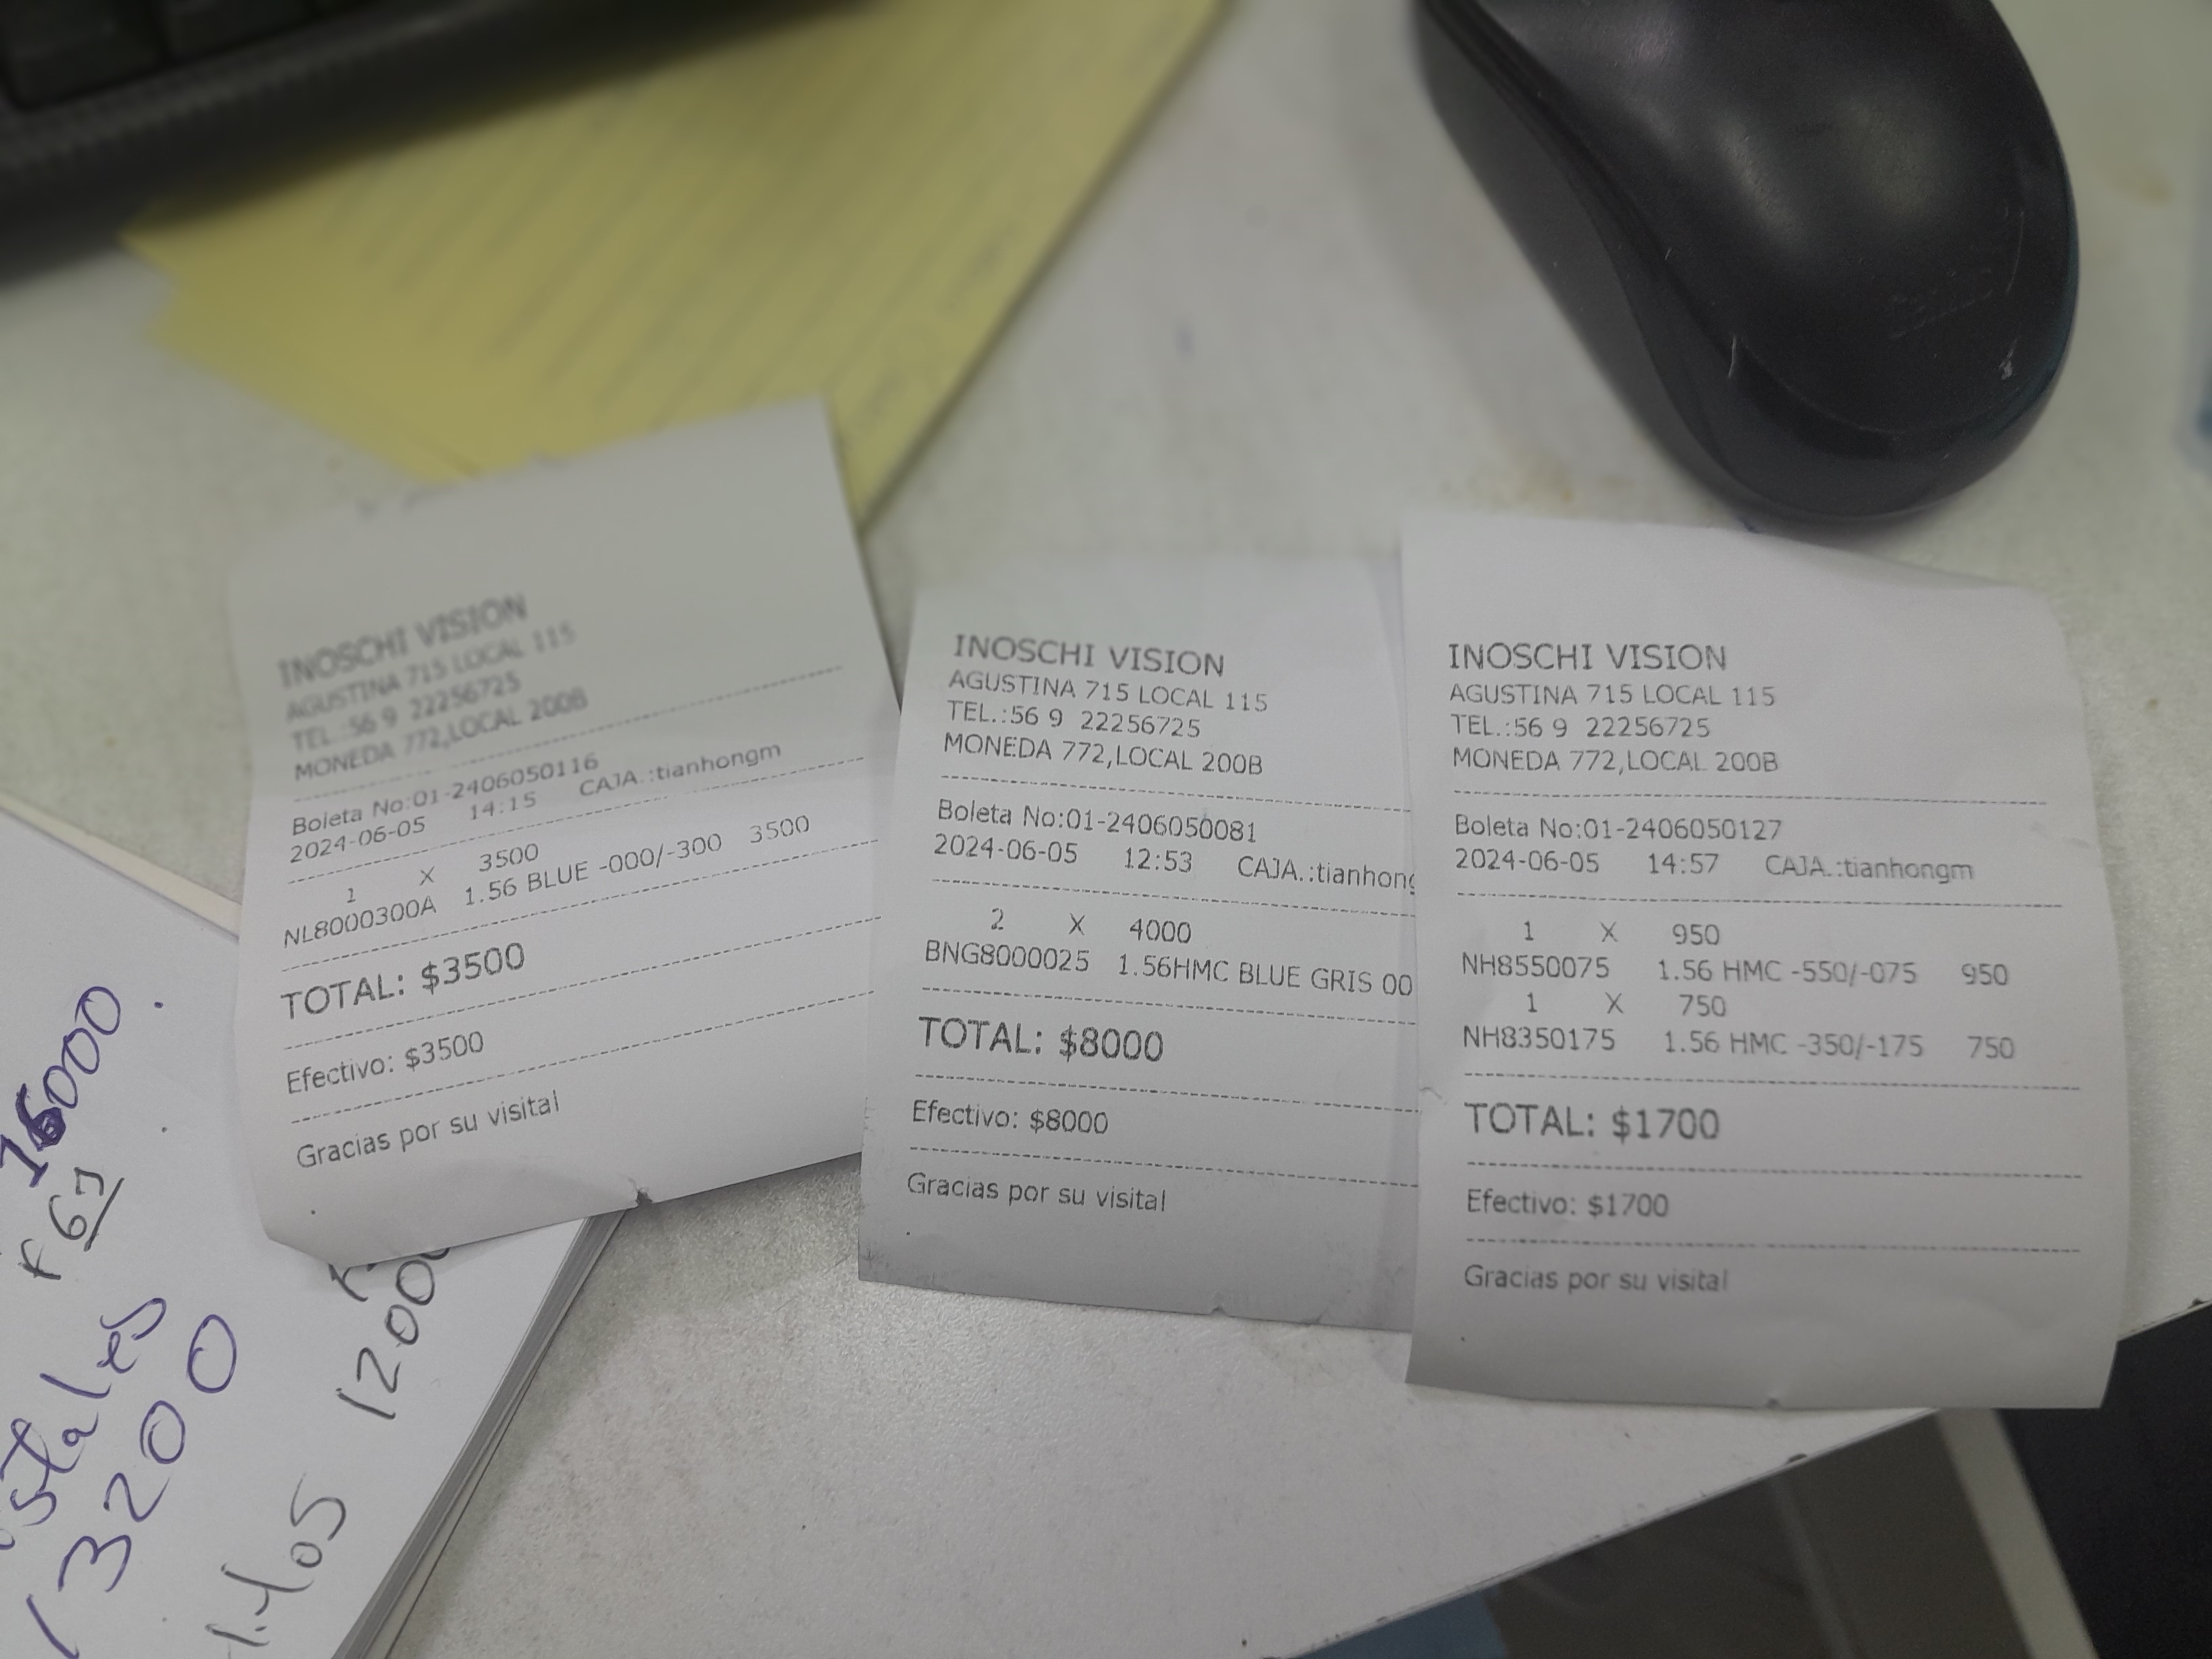 16000
+ 67
stales
13200
1200
INOSCHI VISION
AGUSTINA 715 LOCAL 115
TEL.:56 9 22256725
MONEDA 772,LOCAL 200B
Boleta No:01-2406050116
2024-06-05 14:15 CAJA.:tianhongm
1 X 3500
NL8000300A 1.56 BLUE -000/-300 3500
TOTAL: $3500
Efectivo: $3500
Gracias por su visita!
INOSCHI VISION
AGUSTINA 715 LOCAL 115
TEL.:56 9 22256725
MONEDA 772,LOCAL 200B
Boleta No:01-2406050081
2024-06-05 12:53 CAJA.:tianhong
2 X 4000
BNG8000025 1.56HMC BLUE GRIS 00
TOTAL: $8000
Efectivo: $8000
Gracias por su visita!
INOSCHI VISION
AGUSTINA 715 LOCAL 115
TEL.:56 9 22256725
MONEDA 772,LOCAL 200B
Boleta No:01-2406050127
2024-06-05 14:57 CAJA.:tianhongm
1 X 950
NH8550075 1.56 HMC -550/-075 950
1 X 750
NH8350175 1.56 HMC -350/-175 750
TOTAL: $1700
Efectivo: $1700
Gracias por su visita!